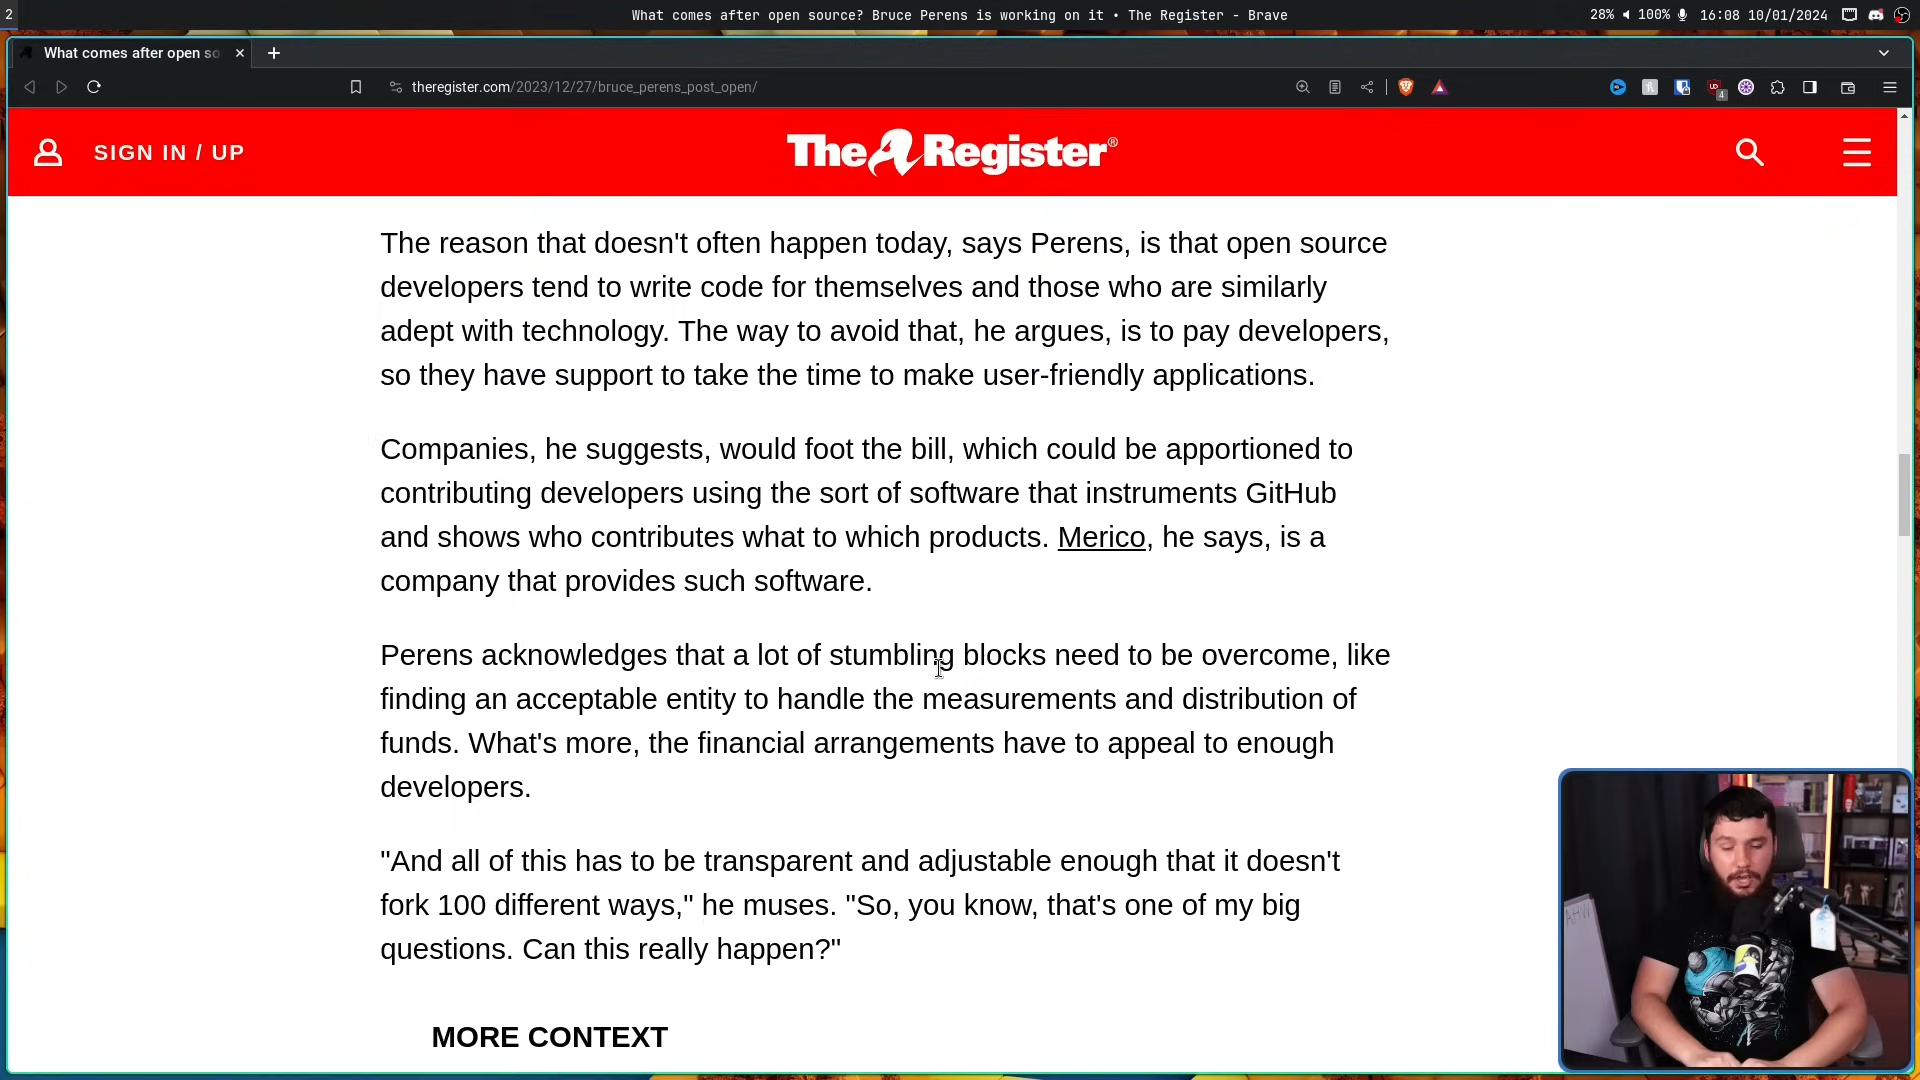 2
What comes after open source? Bruce Perens is working on it • The Register - Brave
28% 100% 16:08 10/01/2024
What comes after open so
theregister.com/2023/12/27/bruce_perens_post_open/
4
SIGN IN / UP
The Register®
The reason that doesn't often happen today, says Perens, is that open source
developers tend to write code for themselves and those who are similarly
adept with technology. The way to avoid that, he argues, is to pay developers,
so they have support to take the time to make user-friendly applications.
Companies, he suggests, would foot the bill, which could be apportioned to
contributing developers using the sort of software that instruments GitHub
and shows who contributes what to which products. Merico, he says, is a
company that provides such software.
Perens acknowledges that a lot of stumbling blocks need to be overcome, like
finding an acceptable entity to handle the measurements and distribution of
funds. What's more, the financial arrangements have to appeal to enough
developers.
"And all of this has to be transparent and adjustable enough that it doesn't
fork 100 different ways," he muses. "So, you know, that's one of my big
questions. Can this really happen?"
MORE CONTEXT